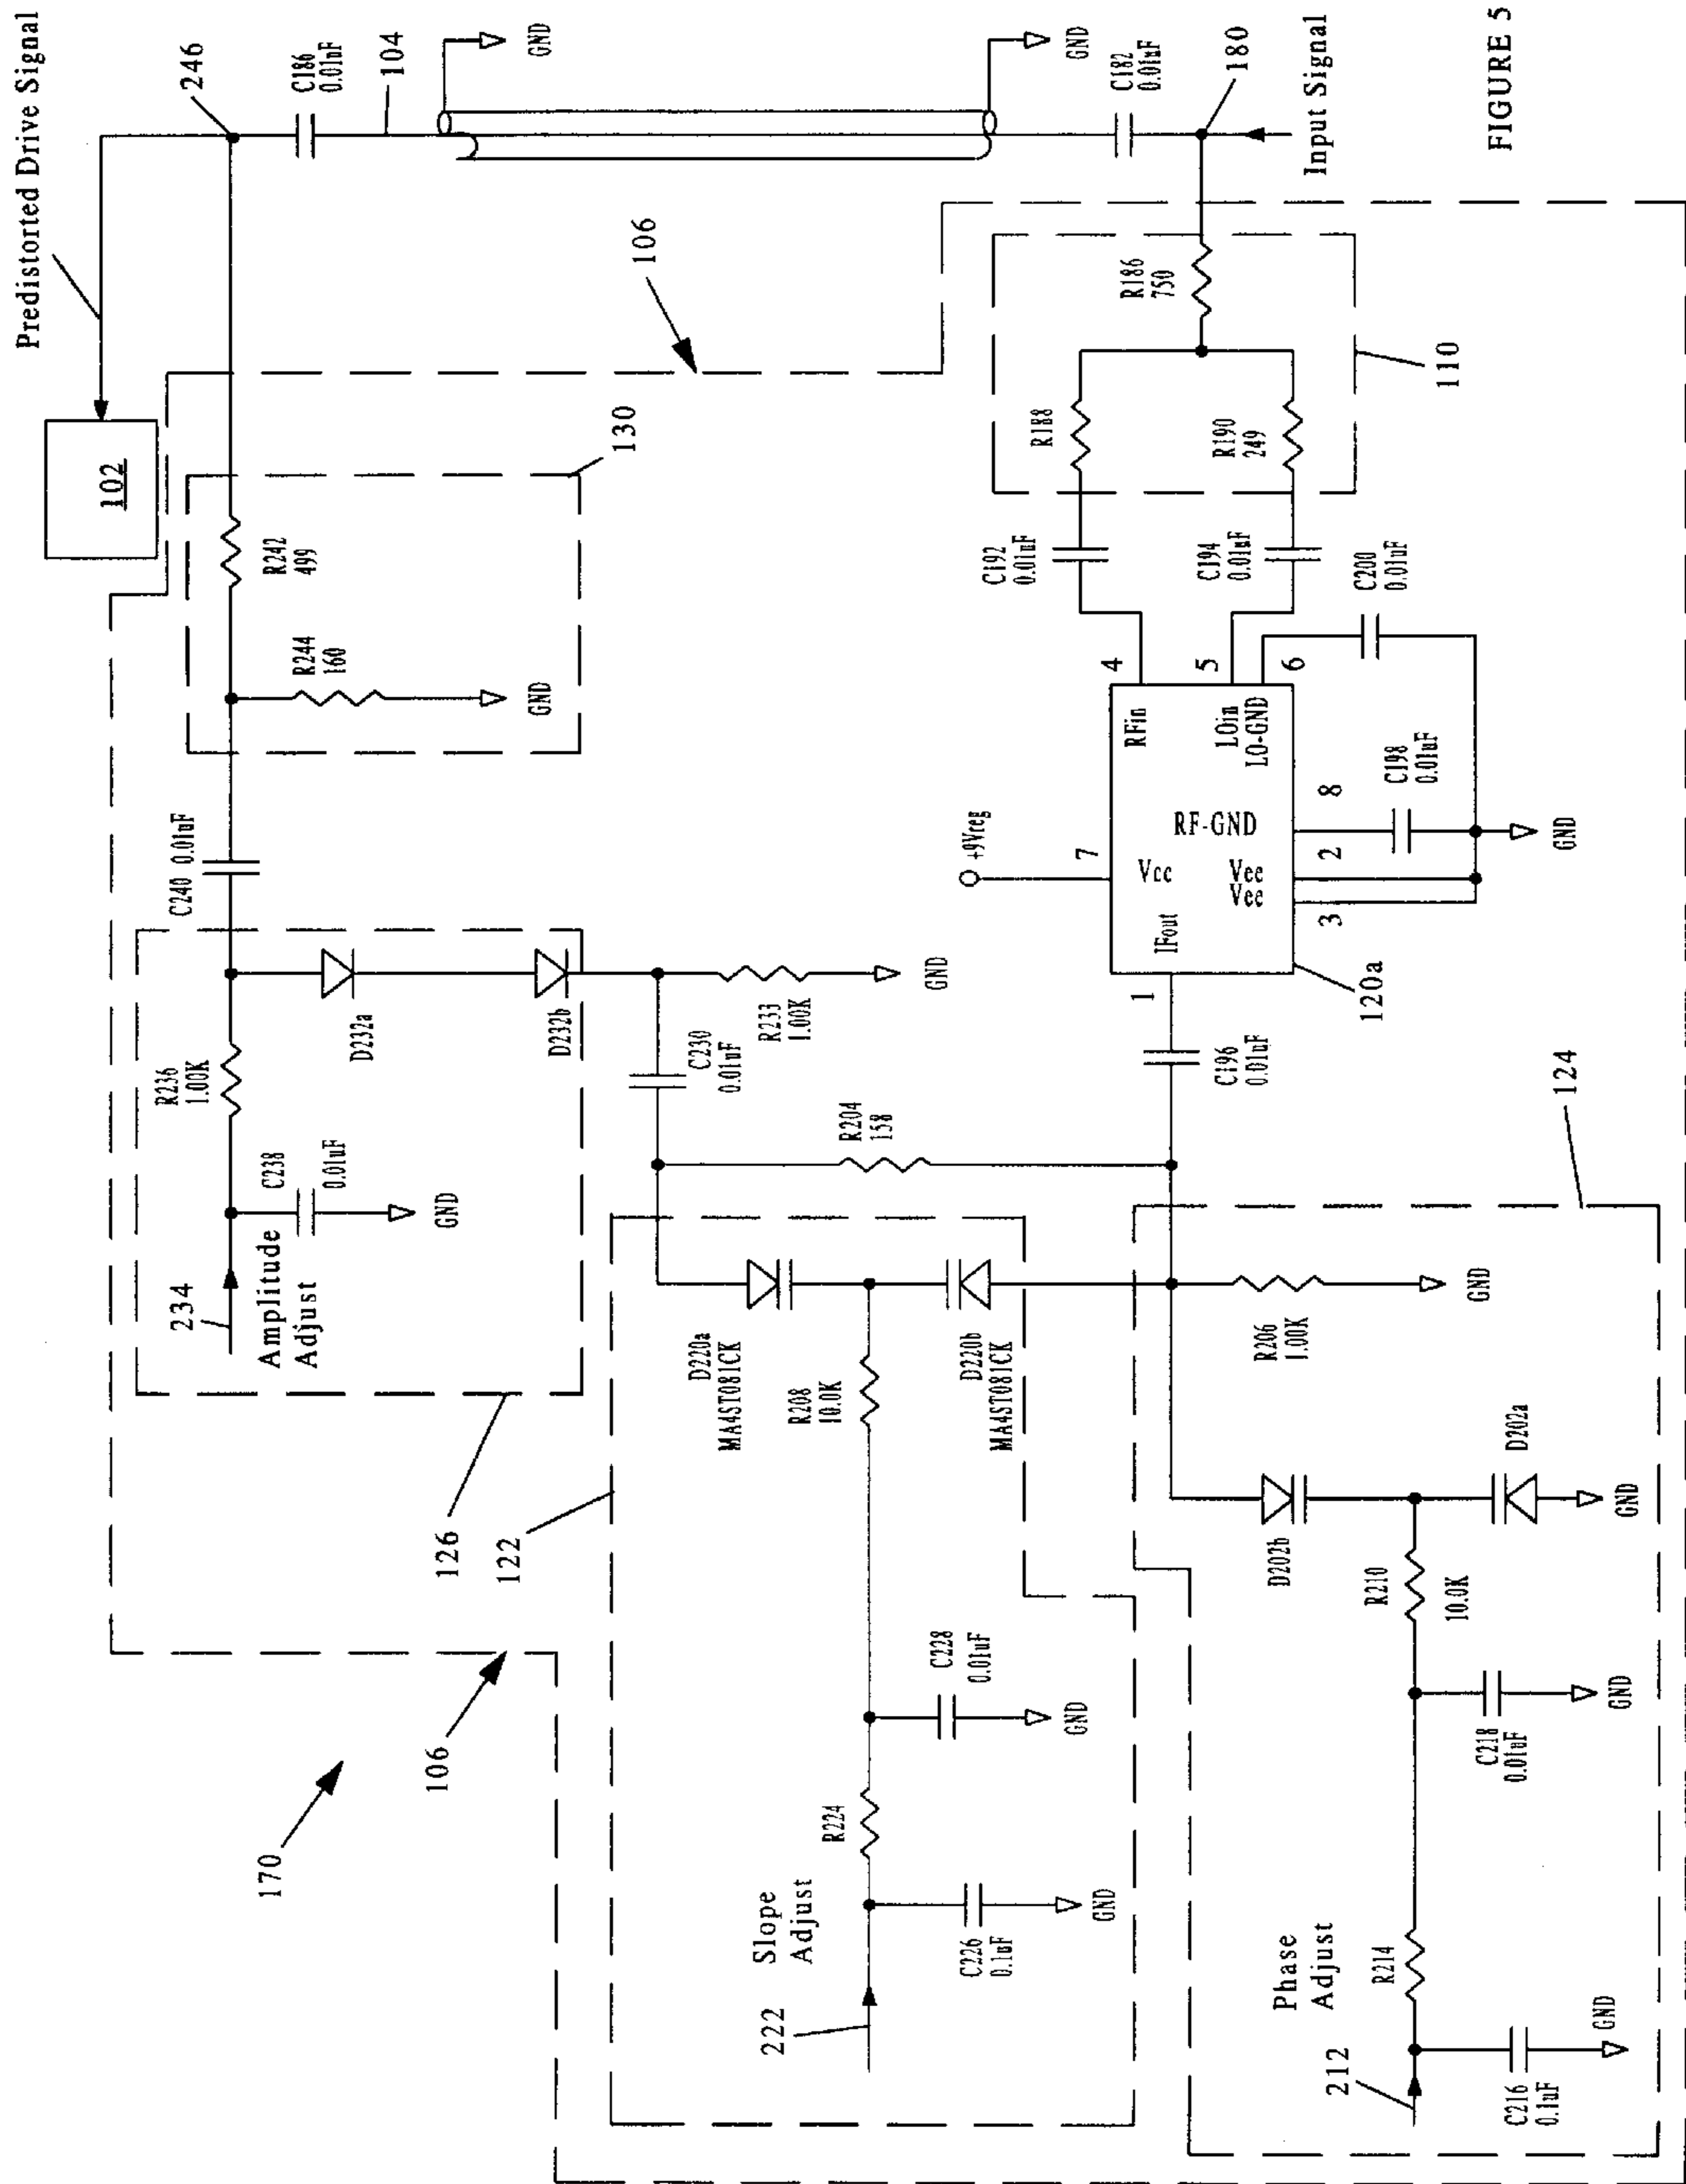 Predistorted Drive Signal
246
C186
0.01uF
104
GND
GND
C182
0.01uF
180
Input Signal
FIGURE 5
102
106
130
R242
499
R244
160
GND
R186
750
110
R188
R190
249
C192
0.01uF
C194
0.01uF
C200
0.01uF
4
5
6
RFin
LOin
LO-GND
RF-GND
8
C198
0.01uF
2
Vcc
7
+9Vreg
Vee
Vee
3
IFout
1
GND
120a
C240 0.01uF
D232a
D232b
R236
1.00K
C238
0.01uF
GND
234
Amplitude
Adjust
126
122
R233
1.00K
GND
C230
0.01uF
R204
158
C196
0.01uF
124
D220a
MA4ST081CK
R208
10.0K
D220b
MA4ST081CK
R206
1.00K
GND
D202b
D202a
GND
R210
10.0K
C228
0.01uF
GND
C218
0.01uF
GND
R224
Slope
Adjust
C226
0.1uF
GND
222
Phase
Adjust
R214
212
C216
0.1uF
GND
106
170